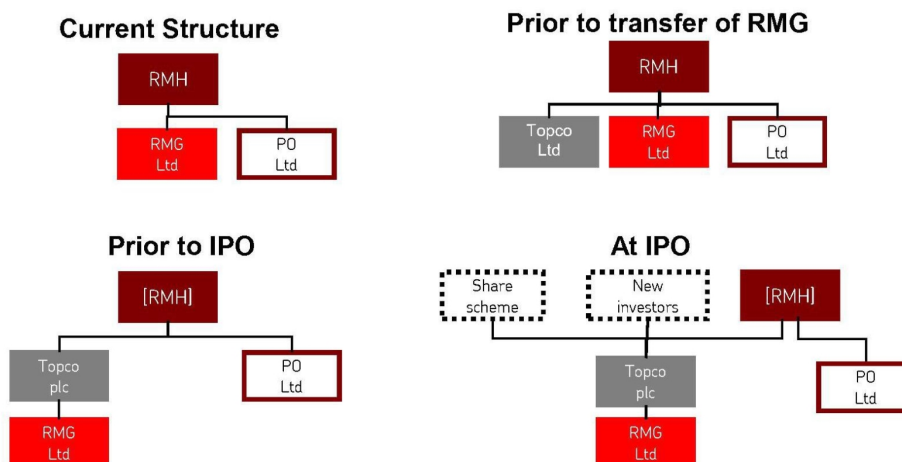 Current Structure
RMH
RMG
Ltd
PO
Ltd
Prior to transfer of RMG
RMH
Topco
Ltd
RMG
Ltd
PO
Ltd
Prior to IPO
[RMH]
Topco
plc
PO
Ltd
RMG
Ltd
At IPO
Share
scheme
New
investors
[RMH]
Topco
plc
PO
Ltd
RMG
Ltd